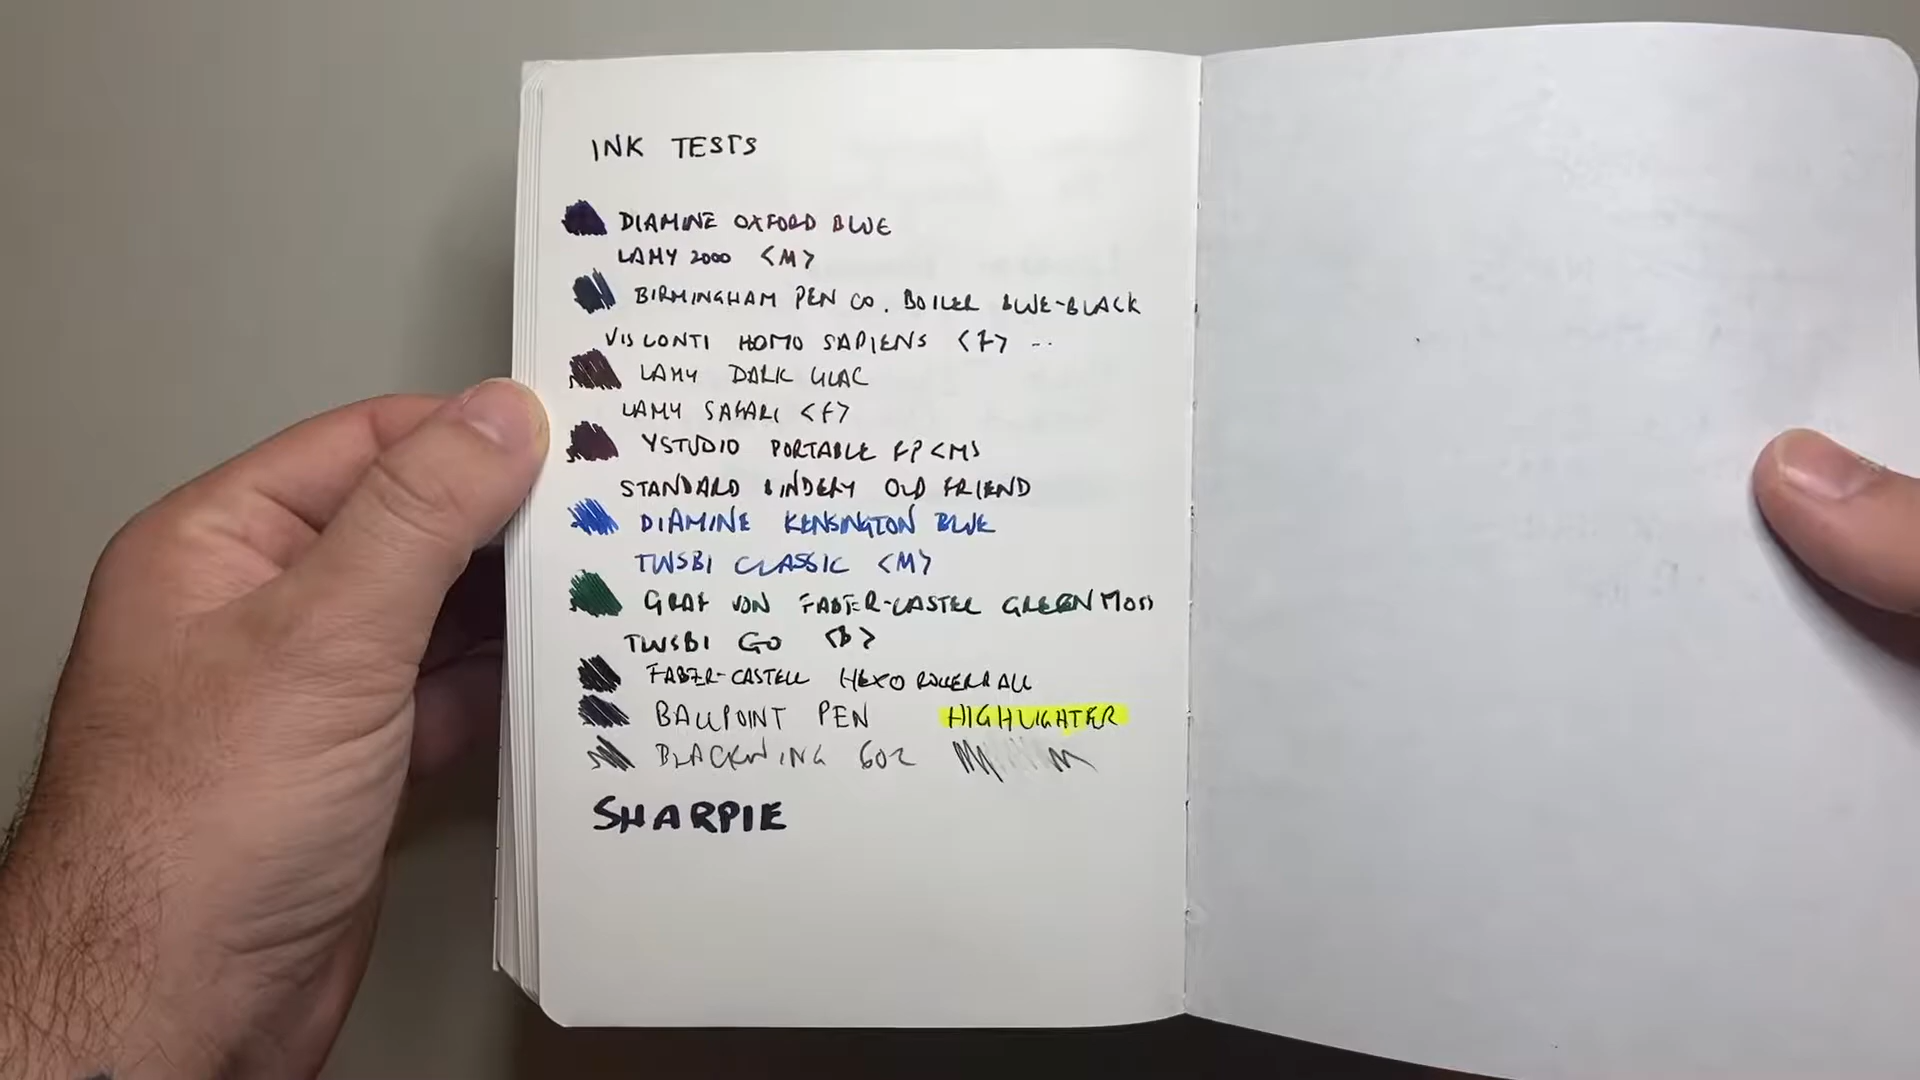 INK TESTS
DIAMINE OXFORD BLUE
LAMY 2000 <M>
BIRMINGHAM PEN CO. BOILER BLUE-BLACK
VISCONTI HOMO SAPIENS <F> ..
LAMY DARK LILAC
LAMY SAFARI <F>
YSTUDIO PORTABLE FP <M>
STANDARD BINDERY OLD FRIEND
DIAMINE KENSINGTON BLUE
TWSBI CLASSIC <M>
GRAF VON FABER-CASTELL GREEN MOSS
TWSBI GO <B>
FABER-CASTELL HEXO ROLLERBALL
BALLPOINT PEN HIGHLIGHTER
BLACKWING 602
SHARPIE